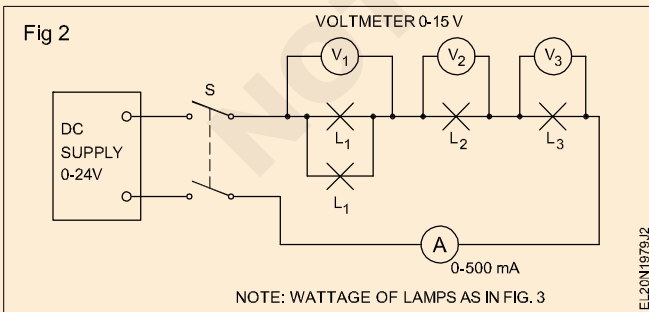 Fig 2
VOLTMETER 0-15 V
V1
V2
V3
S
DC
SUPPLY
0-24V
L1
L2
L3
L1
A
0-500 mA
NOTE: WATTAGE OF LAMPS AS IN FIG. 3
EL20N1979J2
NOT